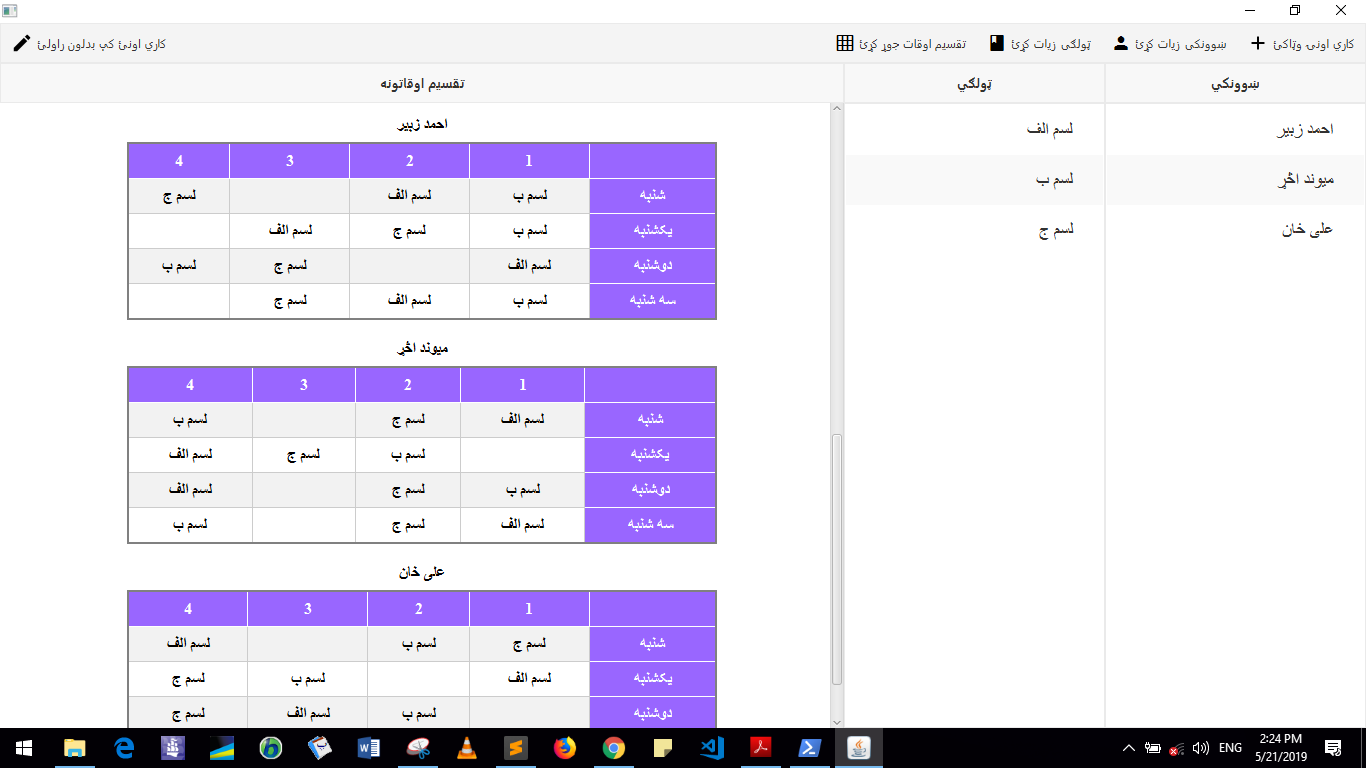 کاري اونۍ وټاکئ
ښوونکی زیات کړئ
ټولګی زیات کړئ
تقسیم اوقات جوړ کړئ
کاري اونۍ کې بدلون راولئ
ښوونکي
ټولګي
تقسیم اوقاتونه
احمد زبیر
میوند اڅړ
علی خان
لسم الف
لسم ب
لسم ج
احمد زبیر
1 2 3 4
شنبه لسم ب لسم الف لسم ج
یکشنبه لسم ب لسم ج لسم الف
دوشنبه لسم الف لسم ج لسم ب
سه شنبه لسم ب لسم الف لسم ج
میوند اڅړ
1 2 3 4
شنبه لسم الف لسم ج لسم ب
یکشنبه لسم ب لسم ج لسم الف
دوشنبه لسم ب لسم ج لسم الف
سه شنبه لسم الف لسم ج لسم ب
علی خان
1 2 3 4
شنبه لسم ج لسم ب لسم الف
یکشنبه لسم الف لسم ب لسم ج
دوشنبه لسم ب لسم الف لسم ج
ENG
2:24 PM
5/21/2019